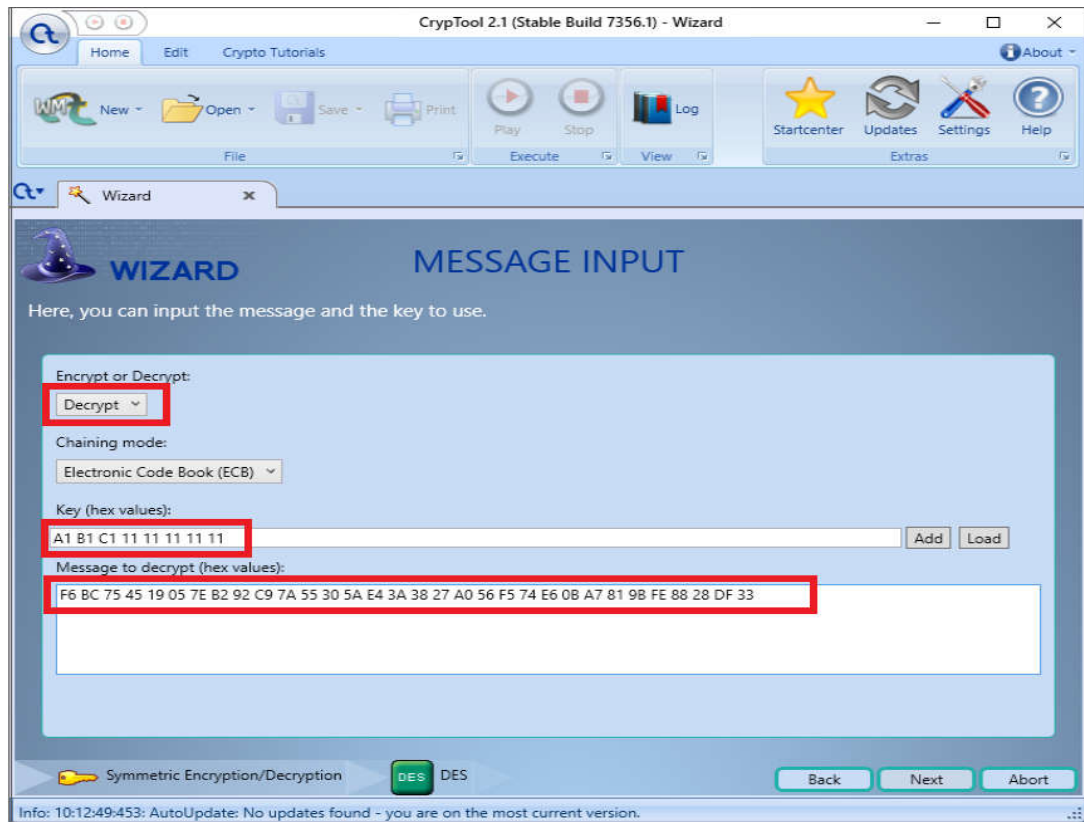 CrypTool 2.1 (Stable Build 7356.1) - Wizard
Home Edit Crypto Tutorials About
New Open Save Print Play Stop Log Startcenter Updates Settings Help
File Execute View Extras
Wizard
WIZARD
MESSAGE INPUT
Here, you can input the message and the key to use.
Encrypt or Decrypt:
Decrypt
Chaining mode:
Electronic Code Book (ECB)
Key (hex values):
A1 B1 C1 11 11 11 11 11
Add Load
Message to decrypt (hex values):
F6 BC 75 45 19 05 7E B2 92 C9 7A 55 30 5A E4 3A 38 27 A0 56 F5 74 E6 0B A7 81 9B FE 88 28 DF 33
Symmetric Encryption/Decryption DES DES
Back Next Abort
Info: 10:12:49:453: AutoUpdate: No updates found - you are on the most current version.